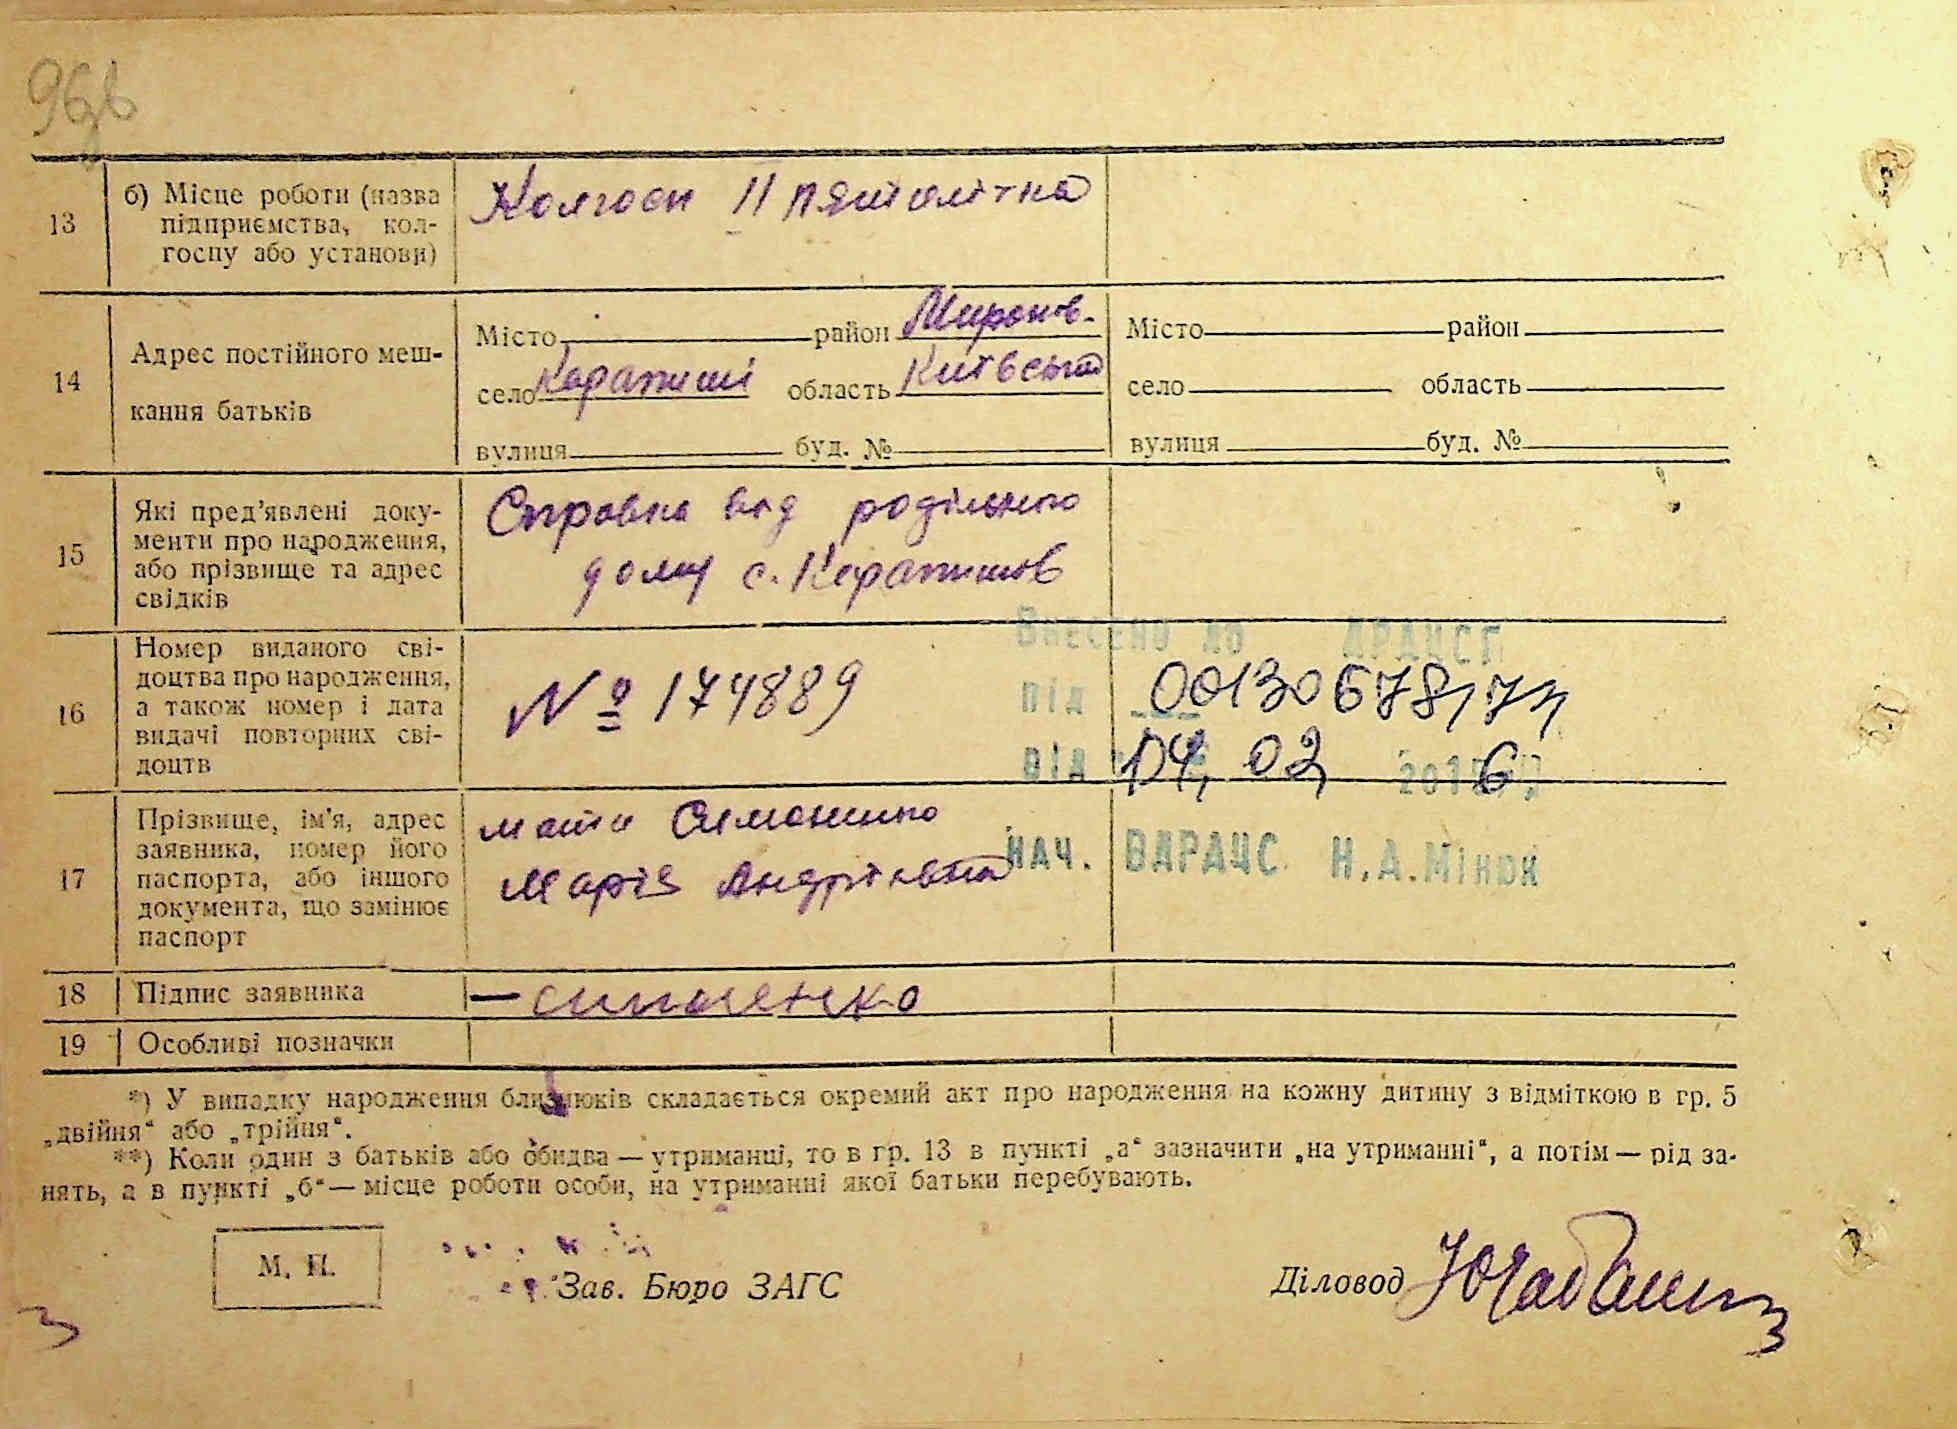 13
б) Місце роботи (назва
підприємства, кол-
госпу або установи)
Колгосп II пятилітка
14
Адрес постійного меш-
кання батьків
Місто район Миронів.
село Карапиші область Київська
вулиця буд. №
Місто район
село область
вулиця буд. №
15
Які пред'явлені доку-
менти про народження,
або прізвище та адрес
свідків
Справка від родільного
дому с. Карапишів
16
Номер виданого сві-
доцтва про народження,
а також номер і дата
видачі повторних сві-
доцтв
№ 174889
Внесено до ДРАЦСГ
під 00130678171
від 04, 02 201 6
17
Прізвище, ім'я, адрес
заявника, номер його
паспорта, або іншого
документа, що замінює
паспорт
мати Симоненко
Марія Андріївна
НАЧ. ВДРАЦС Н.А.Мінюк
18
Підпис заявника
— симоненко
19
Особливі позначки
*) У випадку народження близнюків складається окремий акт про народження на кожну дитину з відміткою в гр. 5
„двійня“ або „трійня“.
**) Коли один з батьків або обидва — утриманці, то в гр. 13 в пункті „а“ зазначити „на утриманні“, а потім — рід за-
нять, а в пункті „б“ — місце роботи особи, на утриманні якої батьки перебувають.
М. П.
Зав. Бюро ЗАГС
Діловод